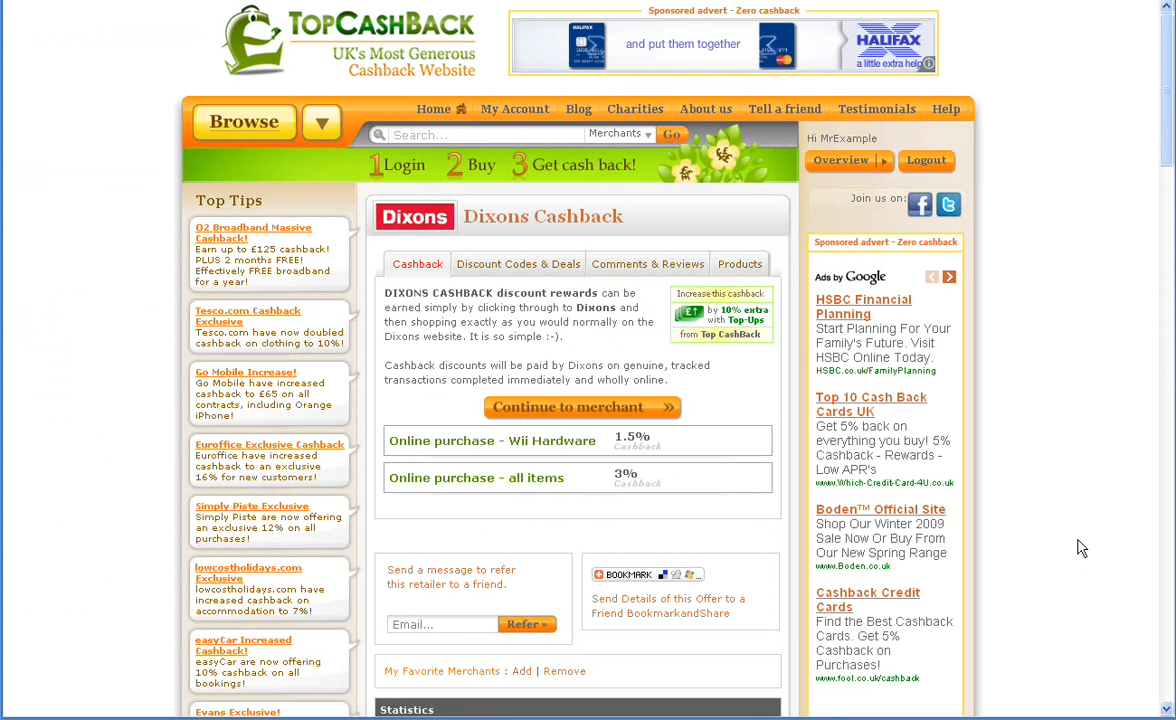 TOPCASHBACK
UK's Most Generous
Cashback Website
Sponsored advert - Zero cashback
and put them together
HALIFAX
a little extra help
Home
My Account
Blog
Charities
About us
Tell a friend
Testimonials
Help
Browse
Search...
Merchants
Go
1 Login 2 Buy 3 Get cash back!
Hi MrExample
Overview
Logout
Join us on:
Top Tips
O2 Broadband Massive
Cashback!
Earn up to £125 cashback!
PLUS 2 months FREE!
Effectively FREE broadband
for a year!
Tesco.com Cashback
Exclusive
Tesco.com have now doubled
cashback on clothing to 10%!
Go Mobile Increase!
Go Mobile have increased
cashback to £65 on all
contracts, including Orange
iPhone!
Euroffice Exclusive Cashback
Euroffice have increased
cashback to an exclusive
16% for new customers!
Simply Piste Exclusive
Simply Piste are now offering
an exclusive 12% on all
purchases!
lowcostholidays.com
Exclusive
lowcostholidays.com have
increased cashback on
accommodation to 7%!
easyCar Increased
Cashback!
easyCar are now offering
10% cashback on all
bookings!
Evans Exclusive!
Dixons
Dixons Cashback
Cashback
Discount Codes & Deals
Comments & Reviews
Products
DIXONS CASHBACK discount rewards can be
earned simply by clicking through to Dixons and
then shopping exactly as you would normally on the
Dixons website. It is so simple :-).
Increase this cashback
£↑
by 10% extra
with Top-Ups
from Top CashBack
Cashback discounts will be paid by Dixons on genuine, tracked
transactions completed immediately and wholly online.
Continue to merchant »
Online purchase - Wii Hardware
1.5%
Cashback
Online purchase - all items
3%
Cashback
Send a message to refer
this retailer to a friend.
Email...
Refer »
BOOKMARK
Send Details of this Offer to a
Friend BookmarkandShare
My Favorite Merchants : Add | Remove
Statistics
Sponsored advert - Zero cashback
Ads by Google
HSBC Financial
Planning
Start Planning For Your
Family's Future. Visit
HSBC Online Today.
HSBC.co.uk/FamilyPlanning
Top 10 Cash Back
Cards UK
Get 5% back on
everything you buy! 5%
Cashback - Rewards -
Low APR's
www.Which-Credit-Card-4U.co.uk
Boden™ Official Site
Shop Our Winter 2009
Sale Now Or Buy From
Our New Spring Range
www.Boden.co.uk
Cashback Credit
Cards
Find the Best Cashback
Cards. Get 5%
Cashback on
Purchases!
www.fool.co.uk/cashback